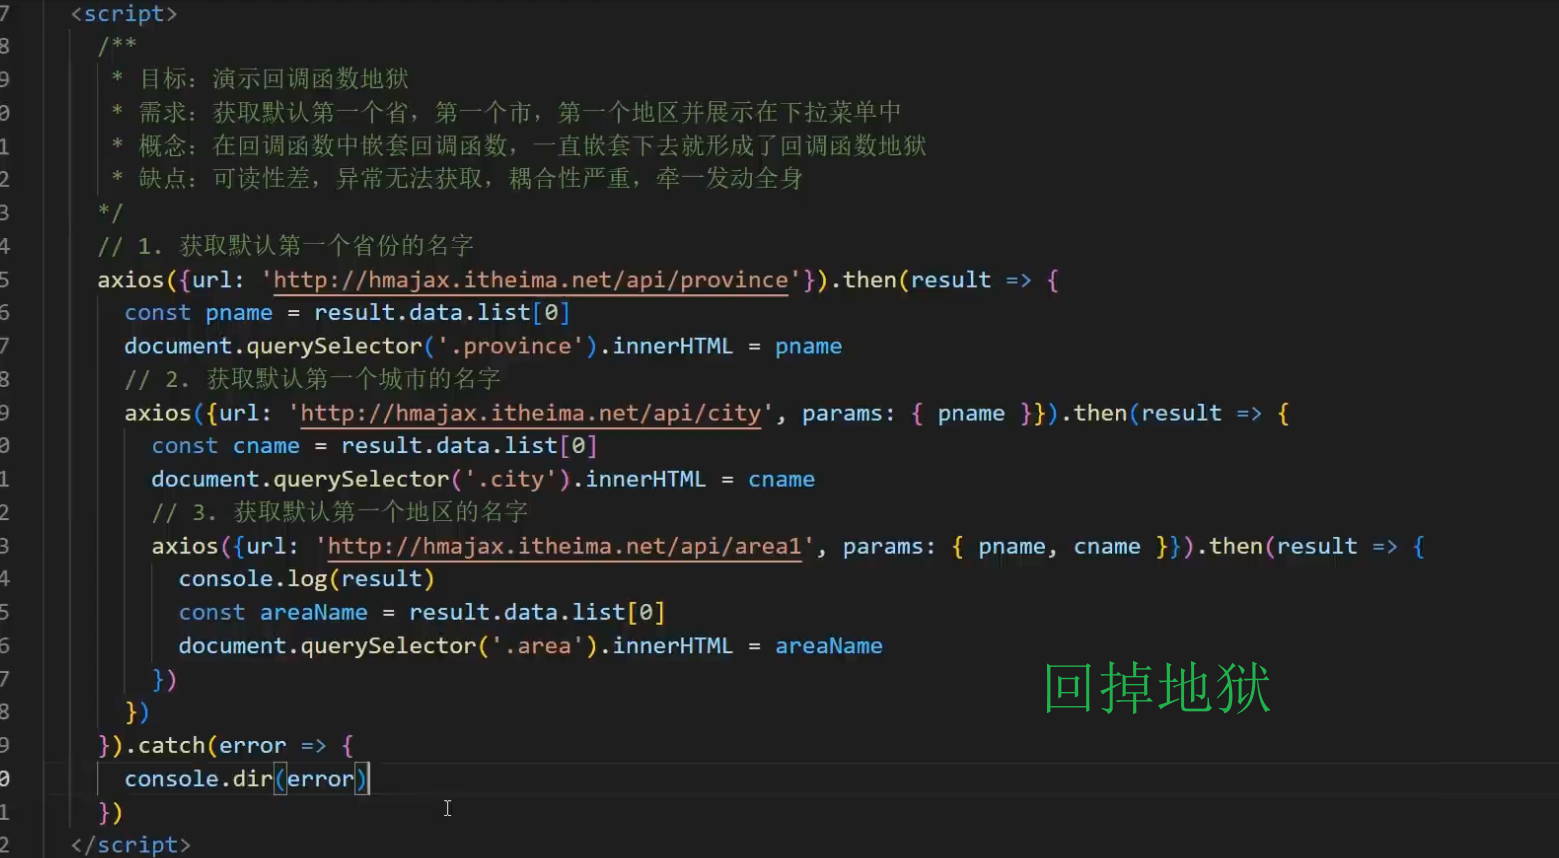 7 <script>
8 /**
9 * 目标：演示回调函数地狱
0 * 需求：获取默认第一个省，第一个市，第一个地区并展示在下拉菜单中
1 * 概念：在回调函数中嵌套回调函数，一直嵌套下去就形成了回调函数地狱
2 * 缺点：可读性差，异常无法获取，耦合性严重，牵一发动全身
3 */
4 // 1. 获取默认第一个省份的名字
5 axios({url: 'http://hmajax.itheima.net/api/province'}).then(result => {
6 const pname = result.data.list[0]
7 document.querySelector('.province').innerHTML = pname
8 // 2. 获取默认第一个城市的名字
9 axios({url: 'http://hmajax.itheima.net/api/city', params: { pname }}).then(result => {
0 const cname = result.data.list[0]
1 document.querySelector('.city').innerHTML = cname
2 // 3. 获取默认第一个地区的名字
3 axios({url: 'http://hmajax.itheima.net/api/area1', params: { pname, cname }}).then(result => {
4 console.log(result)
5 const areaName = result.data.list[0]
6 document.querySelector('.area').innerHTML = areaName
7 })
回掉地狱
8 })
9 }).catch(error => {
0 console.dir(error)
1 })
2 </script>